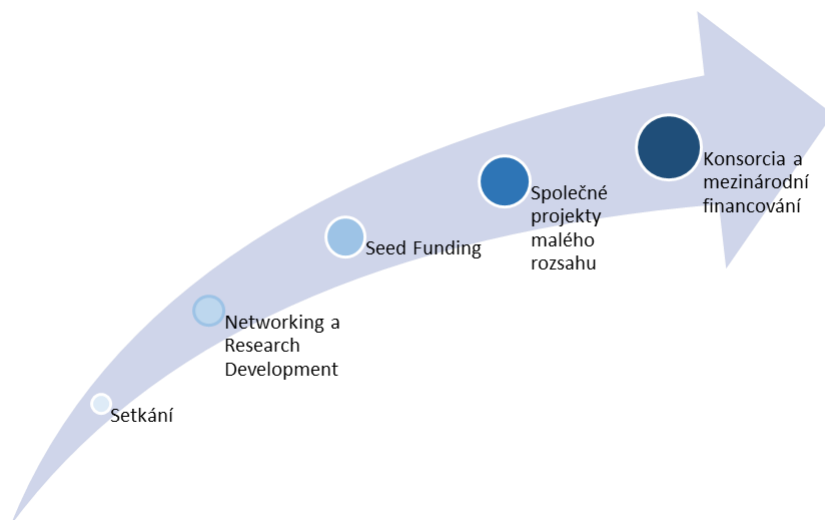 Setkání
Networking a
Research
Development
Seed Funding
Společné
projekty
malého
rozsahu
Konsorcia a
mezinárodní
financování